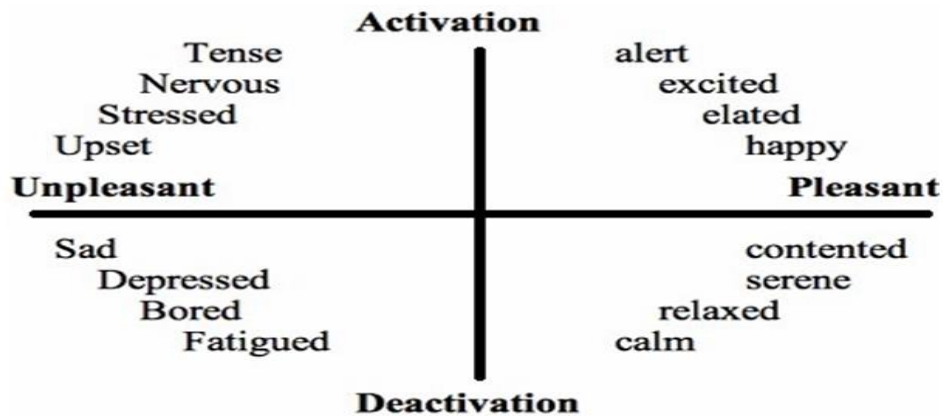 Activation
Tense alert
Nervous excited
Stressed elated
Upset happy
Unpleasant Pleasant
Sad contented
Depressed serene
Bored relaxed
Fatigued calm
Deactivation